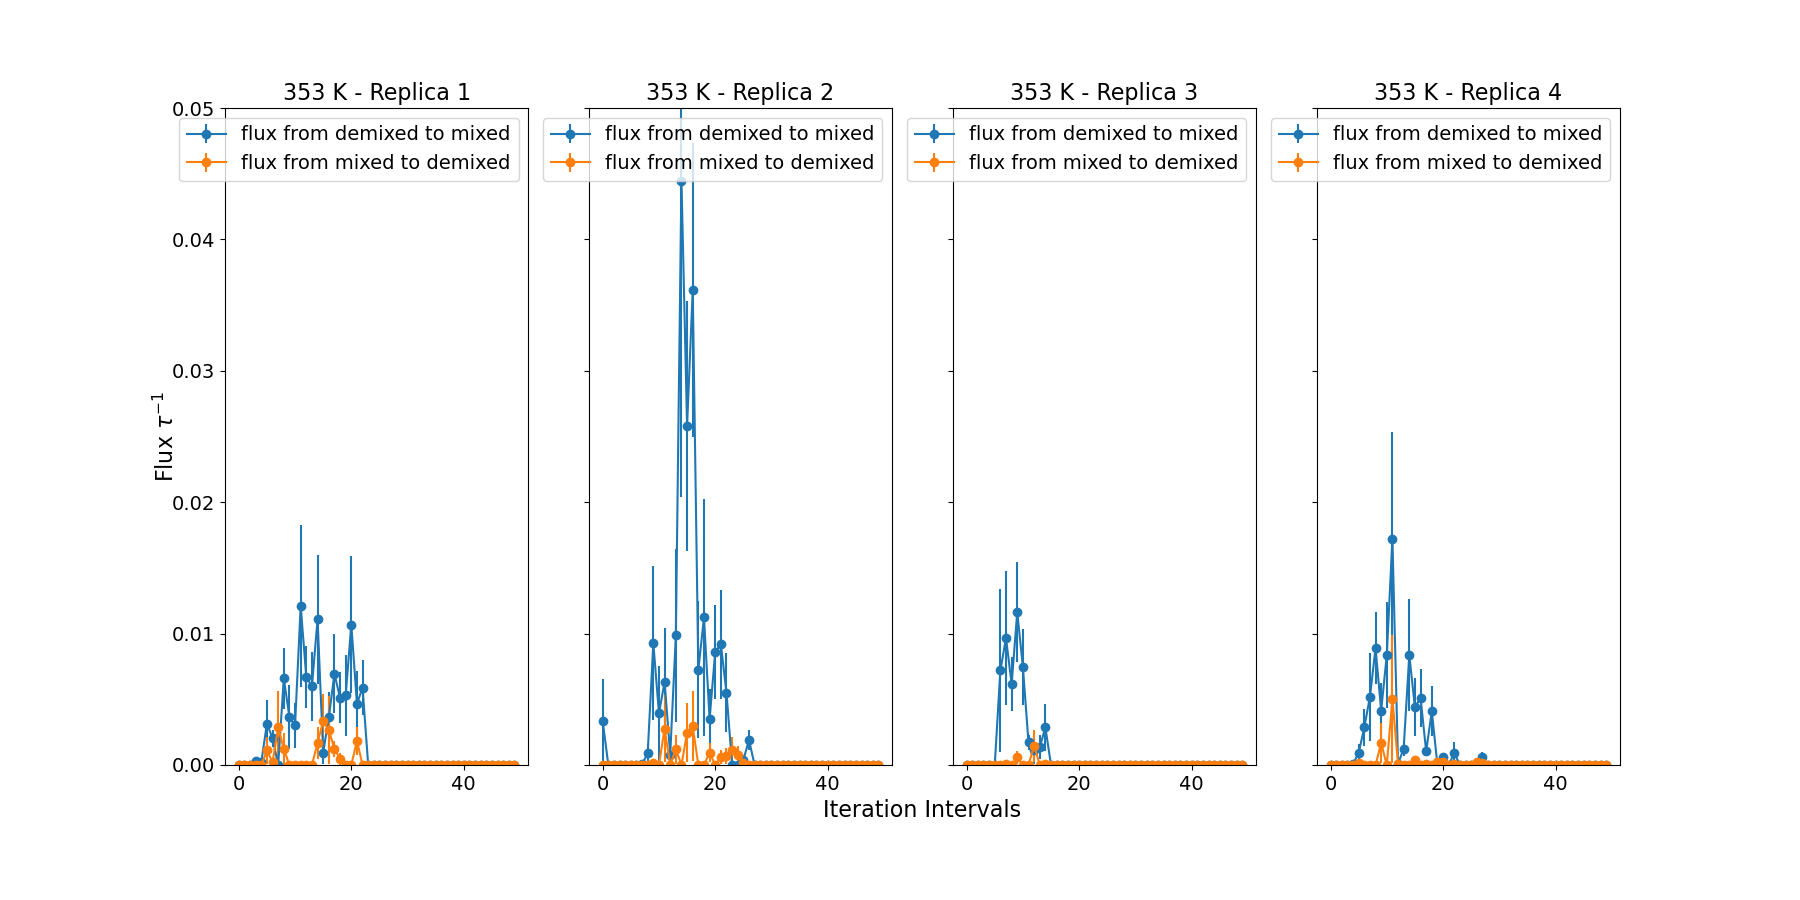 353 K - Replica 1
353 K - Replica 2
353 K - Replica 3
353 K - Replica 4
flux from demixed to mixed
flux from mixed to demixed
flux from demixed to mixed
flux from mixed to demixed
flux from demixed to mixed
flux from mixed to demixed
flux from demixed to mixed
flux from mixed to demixed
0.05
0.04
0.03
0.02
0.01
0.00
Flux τ⁻¹
0 20 40
0 20 40
0 20 40
0 20 40
Iteration Intervals